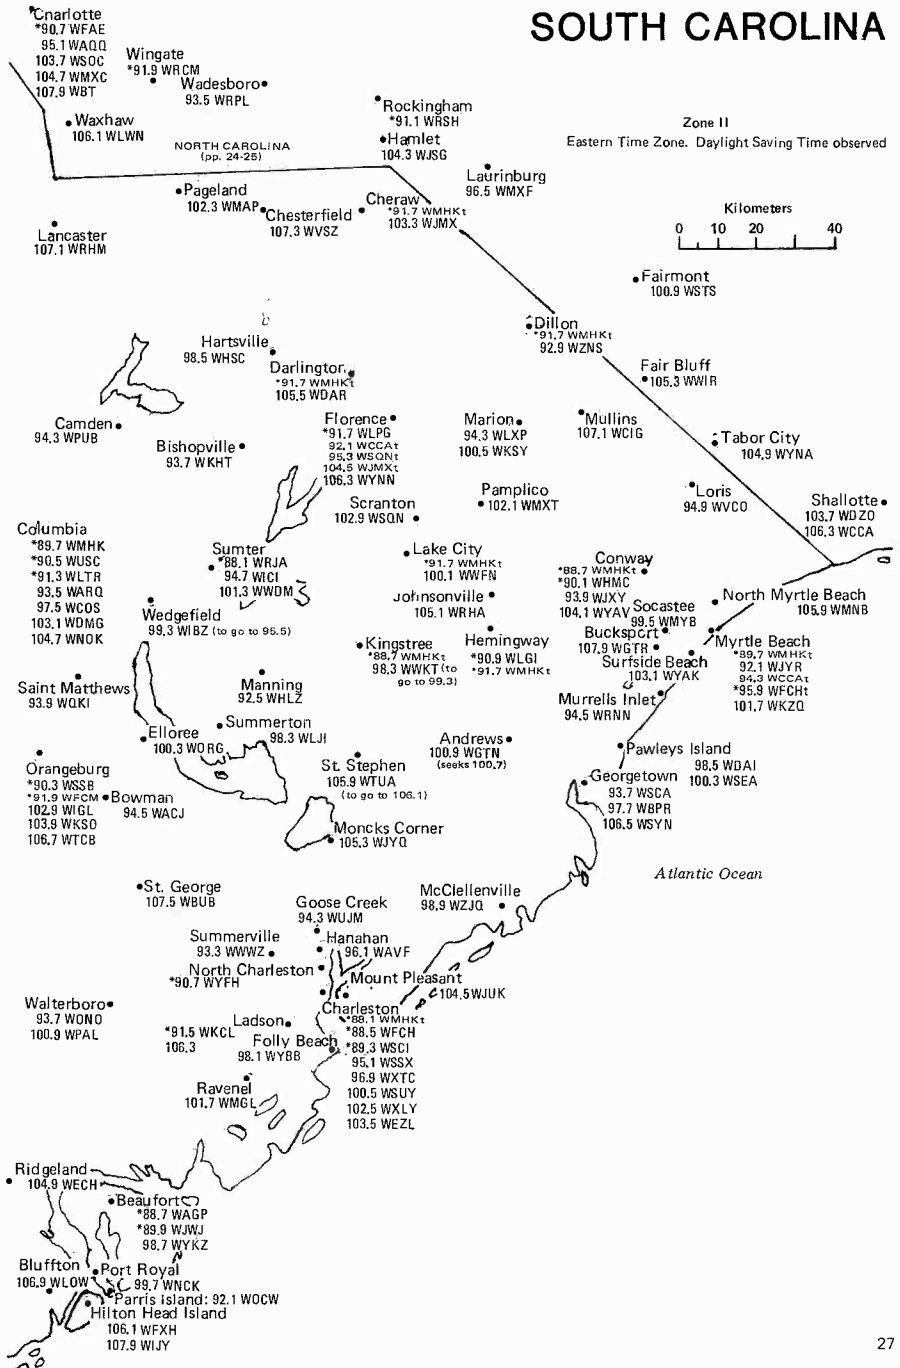 SOUTH CAROLINA
Charlotte
*90.7 WFAE
95.1 WAQQ
103.7 WSOC
104.7 WMXC
107.9 WBT
Wingate
*91.9 WRCM
Wadesboro
93.5 WRPL
Waxhaw
106.1 WLWN
Rockingham
*91.1 WRSH
Hamlet
104.3 WJSG
Zone II
Eastern Time Zone. Daylight Saving Time observed
NORTH CAROLINA
(pp. 24-25)
Laurinburg
96.5 WMXF
Pageland
102.3 WMAP
Chesterfield
107.3 WVSZ
Cheraw
*91.7 WMHKt
103.3 WJMX
Kilometers
0 10 20 40
Lancaster
107.1 WRHM
Fairmont
100.9 WSTS
Dillon
*91.7 WMHKt
92.9 WZNS
Hartsville
98.5 WHSC
Darlington
*91.7 WMHKt
105.5 WDAR
Fair Bluff
105.3 WWIR
Camden
94.3 WPUB
Bishopville
93.7 WKHT
Florence
*91.7 WLPG
92.1 WCCAt
95.3 WSQNt
104.5 WJMXt
106.3 WYNN
Marion
94.3 WLXP
100.5 WKSY
Mullins
107.1 WCIG
Tabor City
104.9 WYNA
Scranton
102.9 WSQN
Pamplico
102.1 WMXT
Loris
94.9 WVCO
Shallotte
103.7 WDZO
106.3 WCCA
Columbia
*89.7 WMHK
*90.5 WUSC
*91.3 WLTR
93.5 WARQ
97.5 WCOS
103.1 WDMG
104.7 WNOK
Sumter
*88.1 WRJA
94.7 WICI
101.3 WWDM
Lake City
*91.7 WMHKt
100.1 WWFN
Conway
*88.7 WMHKt
*90.1 WHMC
93.9 WJXY
104.1 WYAV
Wedgefield
99.3 WIBZ (to go to 95.5)
Johnsonville
105.1 WRHA
Socastee
99.5 WMYB
North Myrtle Beach
105.9 WMNB
Kingstree
*88.7 WMHKt
98.3 WWKT (to
go to 99.3)
Hemingway
*90.9 WLGI
*91.7 WMHKt
Bucksport
107.9 WGTR
Surfside Beach
103.1 WYAK
Myrtle Beach
*89.7 WMHKt
92.1 WJYR
94.3 WCCAt
*95.9 WFCHt
101.7 WKZQ
Saint Matthews
93.9 WQKI
Manning
92.5 WHLZ
Murrells Inlet
94.5 WRNN
Elloree
100.3 WORG
Summerton
98.3 WLJI
St. Stephen
105.9 WTUA
(to go to 106.1)
Andrews
100.9 WGTN
(seeks 100.7)
Pawleys Island
98.5 WDAI
100.3 WSEA
Orangeburg
*90.3 WSSB
*91.9 WFCM
102.9 WIGL
103.9 WKSO
106.7 WTCB
Bowman
94.5 WACJ
Georgetown
93.7 WSCA
97.7 WBPR
106.5 WSYN
Moncks Corner
105.3 WJYQ
Atlantic Ocean
St. George
107.5 WBUB
McClellenville
98.9 WZJQ
Goose Creek
94.3 WUJM
Summerville
93.3 WWWZ
Hanahan
96.1 WAVF
North Charleston
*90.7 WYFH
Mount Pleasant
104.5 WJUK
Walterboro
93.7 WONO
100.9 WPAL
Charleston
*88.1 WMHKt
*88.5 WFCH
*89.3 WSCI
95.1 WSSX
96.9 WXTC
100.5 WSUY
102.5 WXLY
103.5 WEZL
Ladson
*91.5 WKCL
106.3
Folly Beach
98.1 WYBB
Ravenel
101.7 WMGL
Ridgeland
104.9 WECH
Beaufort
*88.7 WAGP
*89.9 WJWJ
98.7 WYKZ
Bluffton
106.9 WLOW
Port Royal
99.7 WNCK
Parris Island: 92.1 WOCW
Hilton Head Island
106.1 WFXH
107.9 WIJY
27